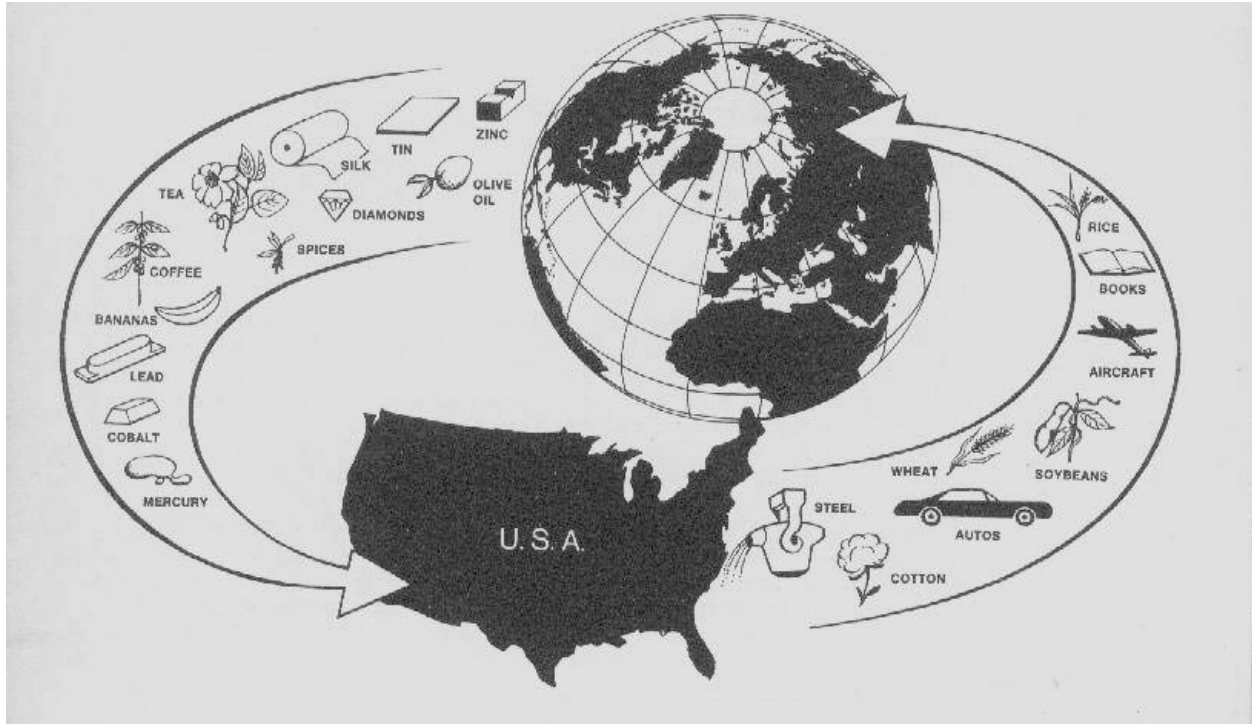 ZINC
TIN
SILK
TEA
OLIVE
OIL
DIAMONDS
SPICES
COFFEE
BANANAS
LEAD
COBALT
MERCURY
U.S.A.
RICE
BOOKS
AIRCRAFT
SOYBEANS
WHEAT
AUTOS
STEEL
COTTON